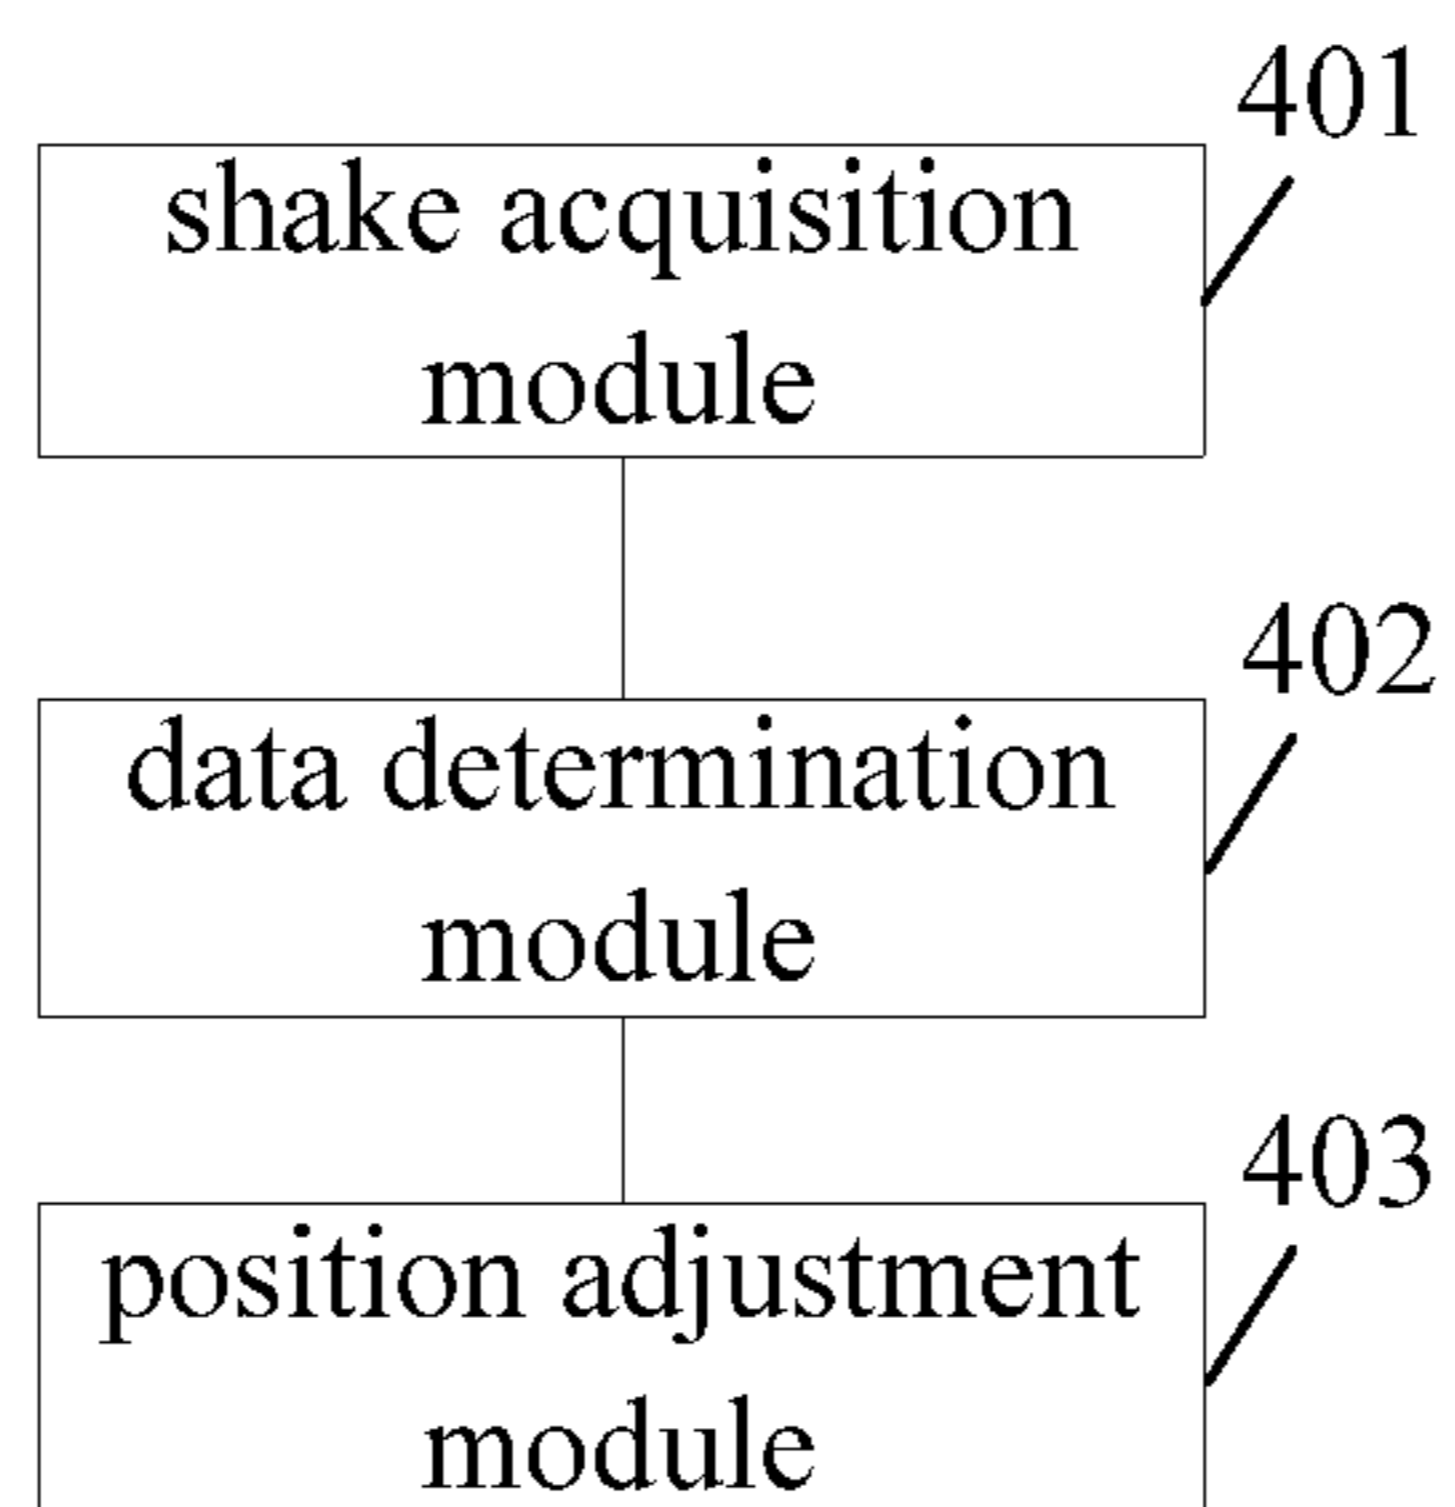 401
shake acquisition
module
402
data determination
module
403
position adjustment
module